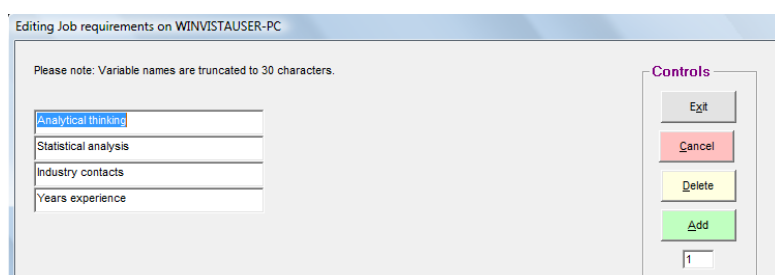 Editing Job requirements on WINVISTAUSER-PC
Please note: Variable names are truncated to 30 characters.
Analytical thinking
Statistical analysis
Industry contacts
Years experience
Controls
Exit
Cancel
Delete
Add
1